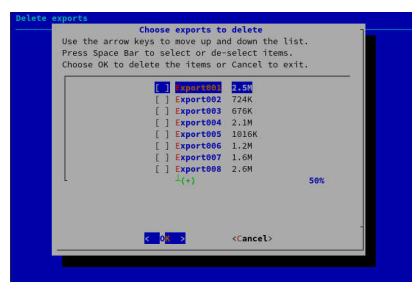 Delete exports
Choose exports to delete
Use the arrow keys to move up and down the list.
Press Space Bar to select or de-select items.
Choose OK to delete the items or Cancel to exit.
[ ] Export001 2.5M
[ ] Export002 724K
[ ] Export003 676K
[ ] Export004 2.1M
[ ] Export005 1016K
[ ] Export006 1.2M
[ ] Export007 1.6M
[ ] Export008 2.6M
┴(+) 50%
< OK > <Cancel>